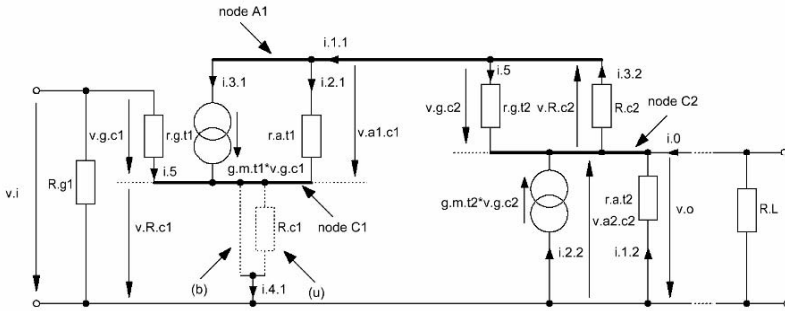 node A1
i.1.1
i.3.1
i.2.1
i.5
i.3.2
node C2
v.g.c1
r.g.t1
r.a.t1
v.a1.c1
v.g.c2
r.g.t2
v.R.c2
R.c2
i.0
i.5
g.m.t1*v.g.c1
R.g1
node C1
v.i
v.R.c1
R.c1
g.m.t2*v.g.c2
r.a.t2
v.a2.c2
v.o
R.L
(b)
(u)
i.4.1
i.2.2
i.1.2